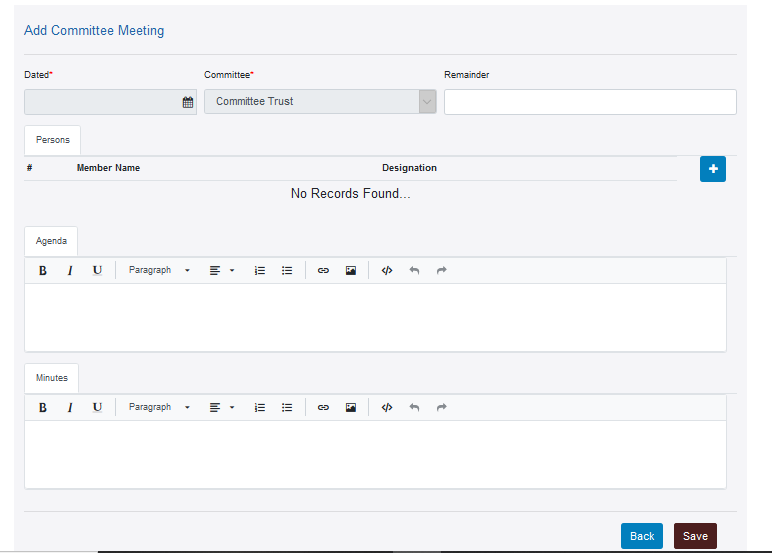 Add Committee Meeting
Dated* Committee* Remainder
Committee Trust
Persons
# Member Name Designation
+
No Records Found...
Agenda
B I U Paragraph </>
Minutes
B I U Paragraph </>
Back Save